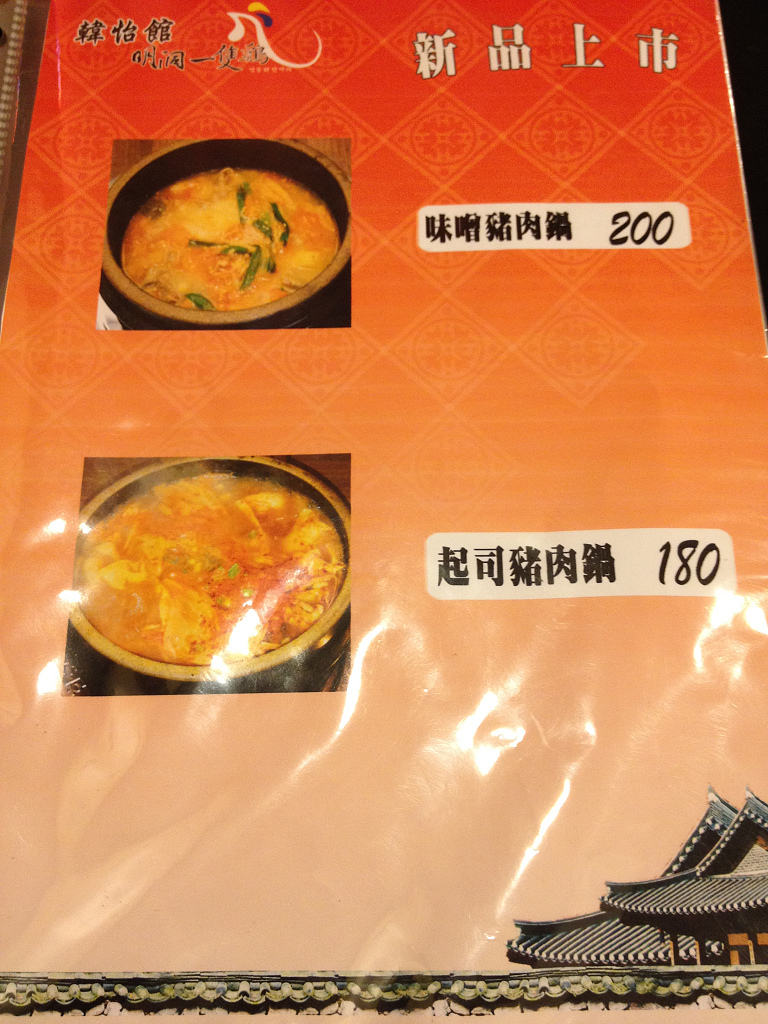 韓怡館
明洞一隻雞
新品上市
味噌豬肉鍋 200
起司豬肉鍋 180